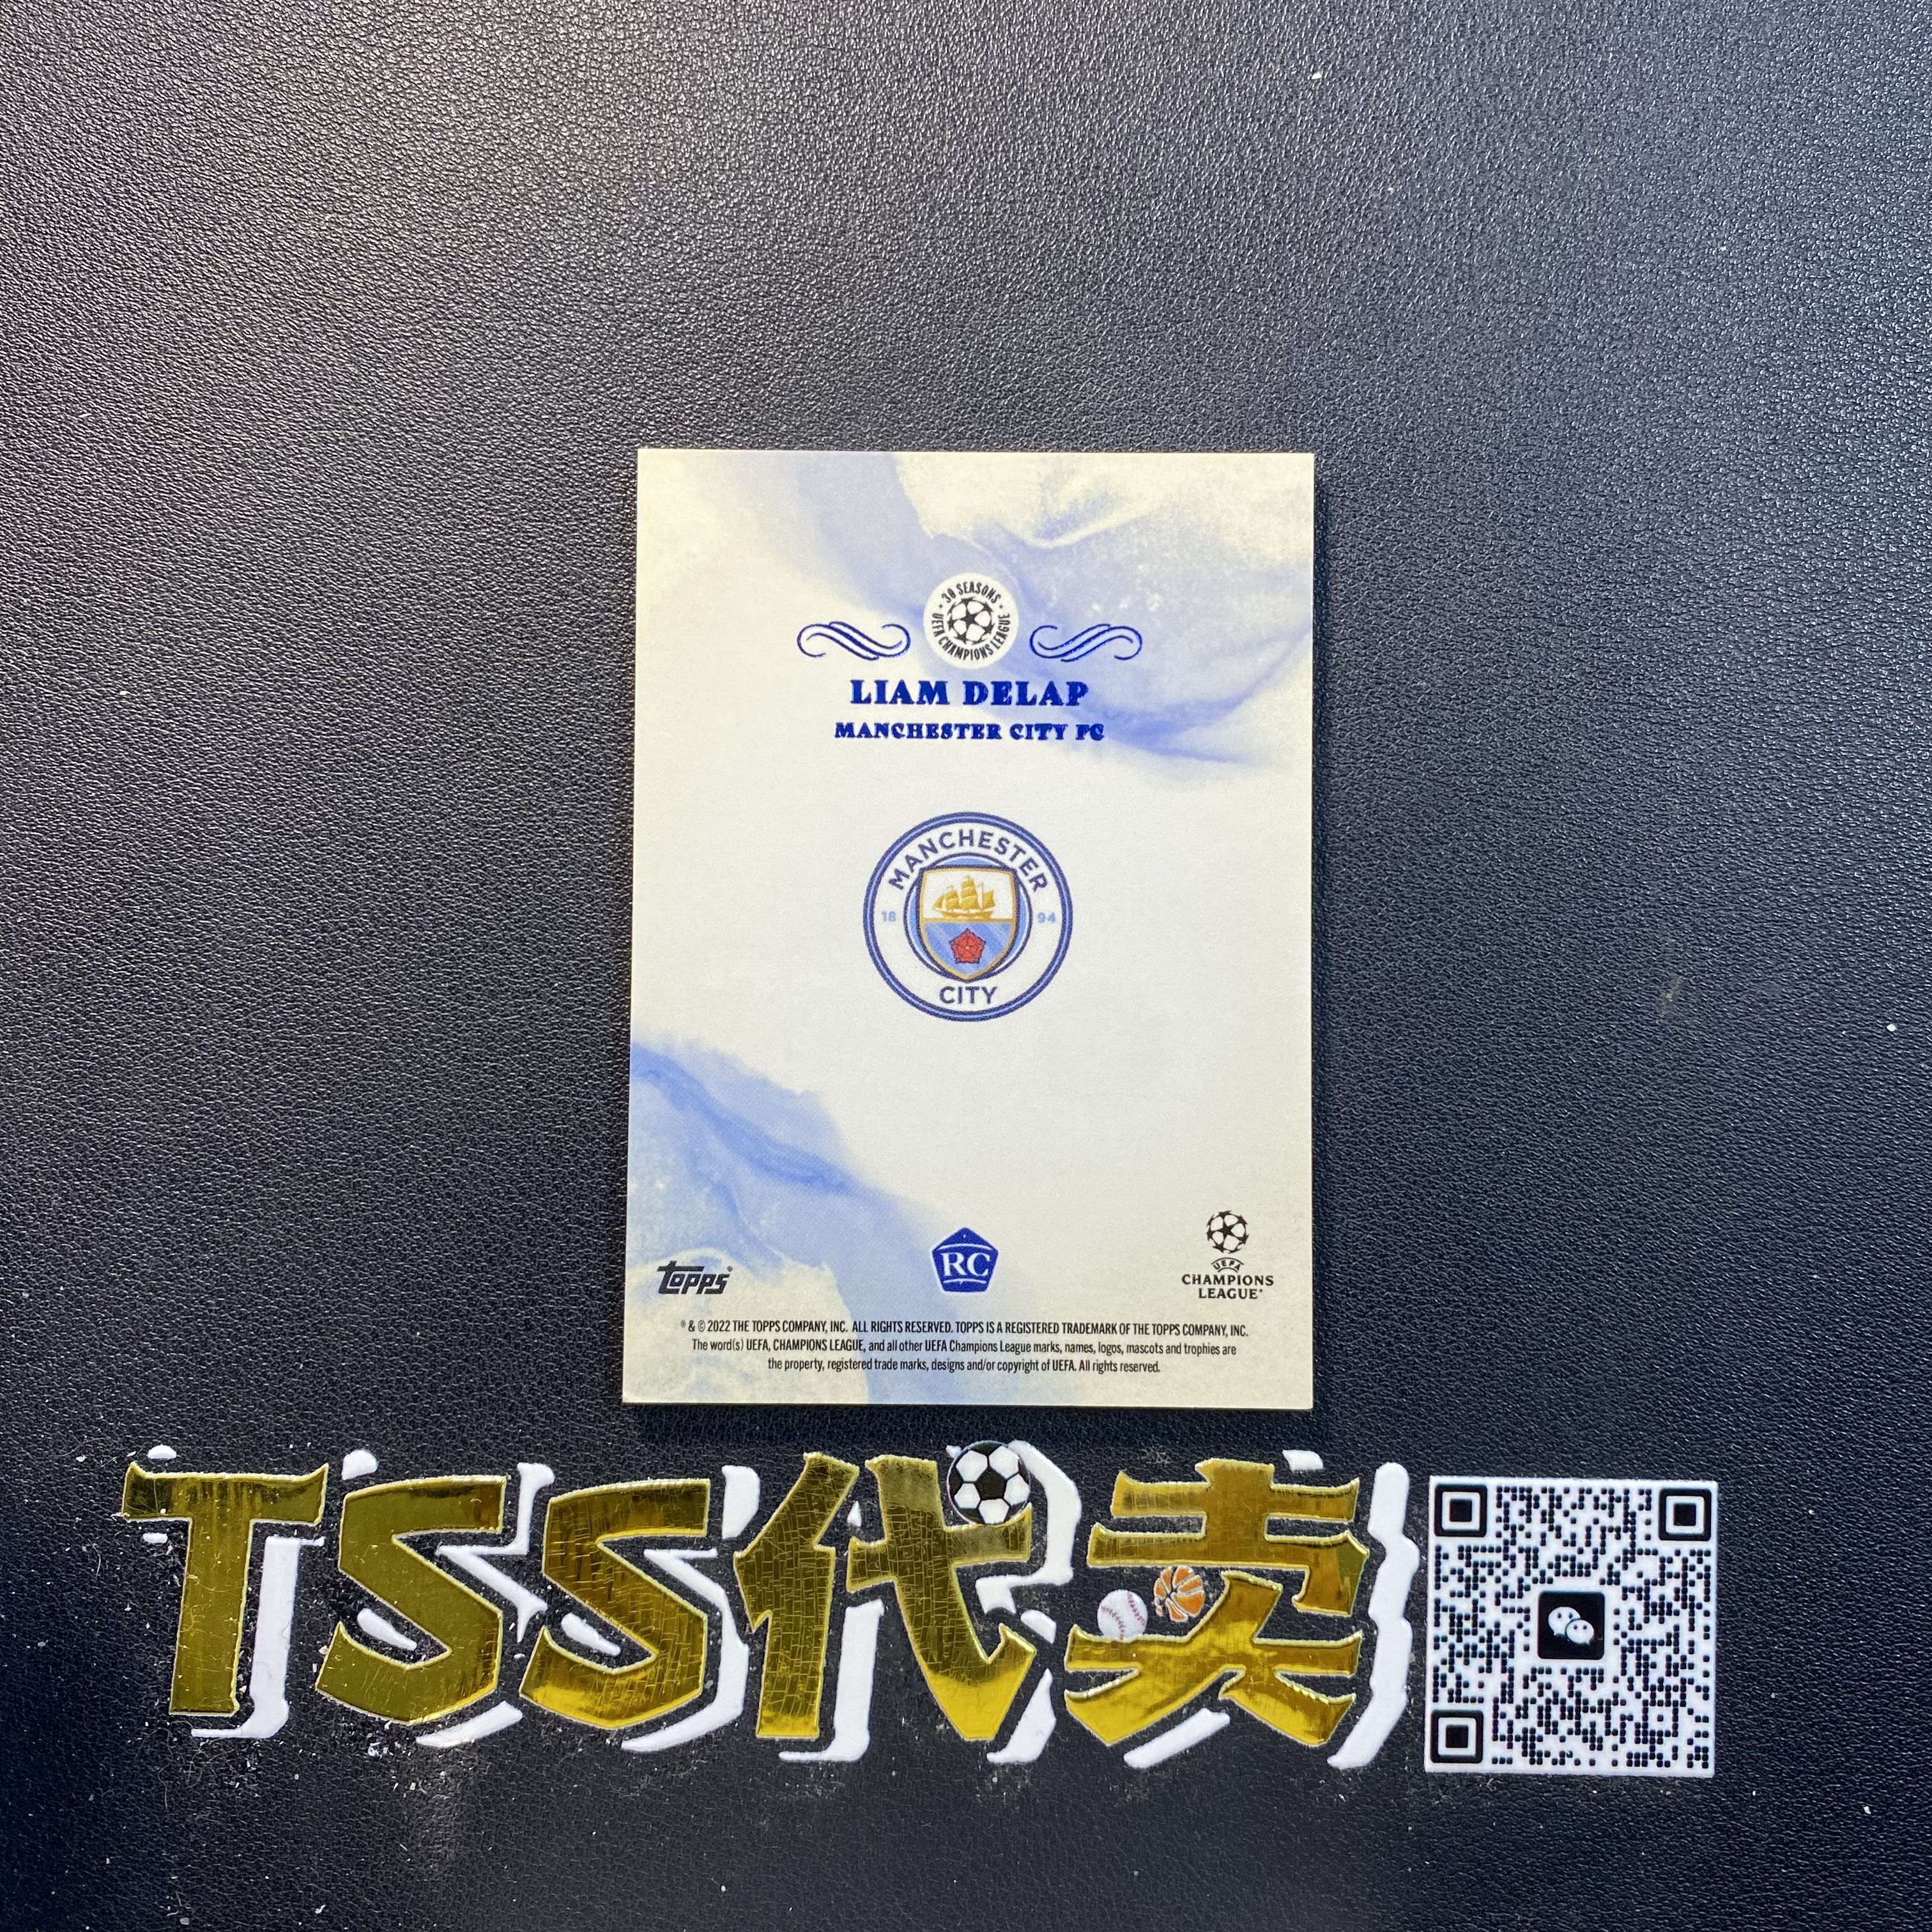 30 SEASONS
UEFA CHAMPIONS LEAGUE
LIAM DELAP
MANCHESTER CITY FC
MANCHESTER
18 94
CITY
RC
topps®
UEFA
CHAMPIONS
LEAGUE®
® & © 2022 THE TOPPS COMPANY, INC. ALL RIGHTS RESERVED. TOPPS IS A REGISTERED TRADEMARK OF THE TOPPS COMPANY, INC.
The word(s) UEFA, CHAMPIONS LEAGUE, and all other UEFA Champions League marks, names, logos, mascots and trophies are
the property, registered trade marks, designs and/or copyright of UEFA. All rights reserved.
TSS代卖